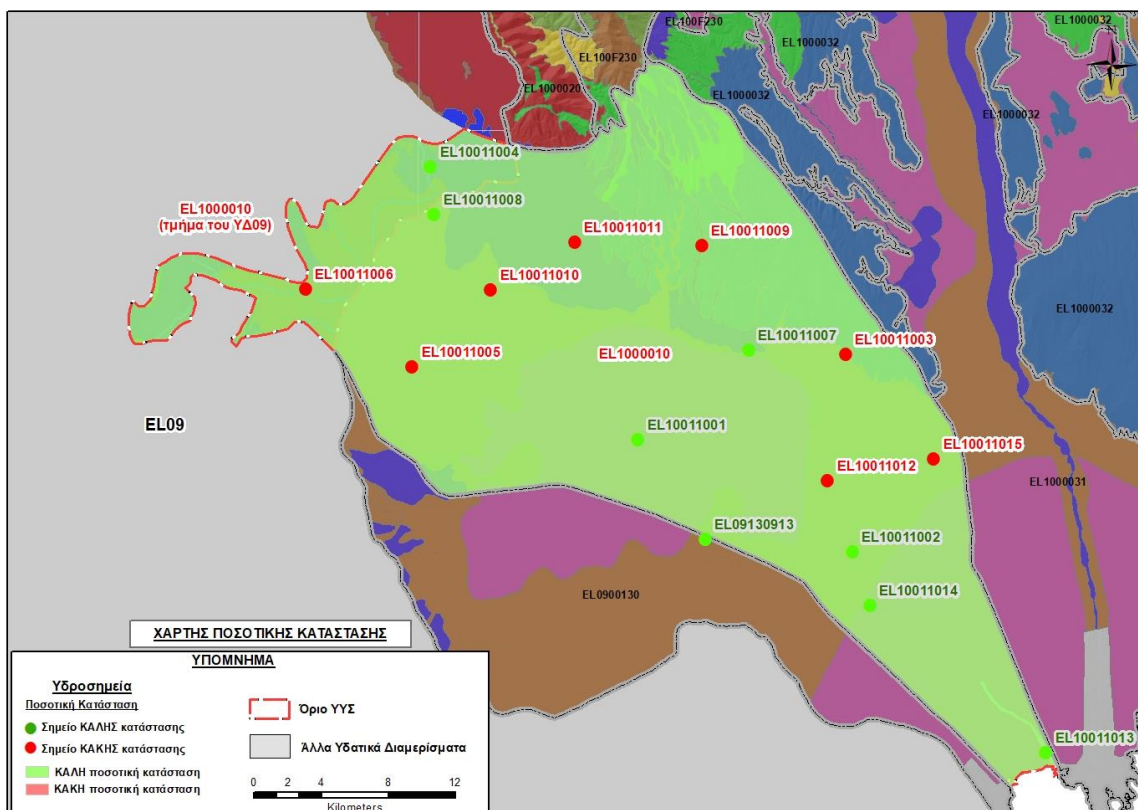 EL100F230
EL1000032
EL1000032
EL100F230
EL1000020
EL1000032
EL1000032
EL10011004
EL1000010
(τμήμα του ΥΔ09)
EL10011008
EL10011011
EL10011009
EL10011006
EL10011010
EL1000032
EL10011007
EL10011003
EL10011005
EL1000010
EL09
EL10011001
EL10011015
EL10011012
EL1000031
EL09130913
EL10011002
EL0900130
EL10011014
EL10011013
ΧΑΡΤΗΣ ΠΟΣΟΤΙΚΗΣ ΚΑΤΑΣΤΑΣΗΣ
ΥΠΟΜΝΗΜΑ
Υδροσημεία
Ποσοτική Κατάσταση
Σημείο ΚΑΛΗΣ κατάστασης
Σημείο ΚΑΚΗΣ κατάστασης
ΚΑΛΗ ποσοτική κατάσταση
ΚΑΚΗ ποσοτική κατάσταση
Όριο ΥΥΣ
Άλλα Υδατικά Διαμερίσματα
0 2 4 8 12
Kilometers